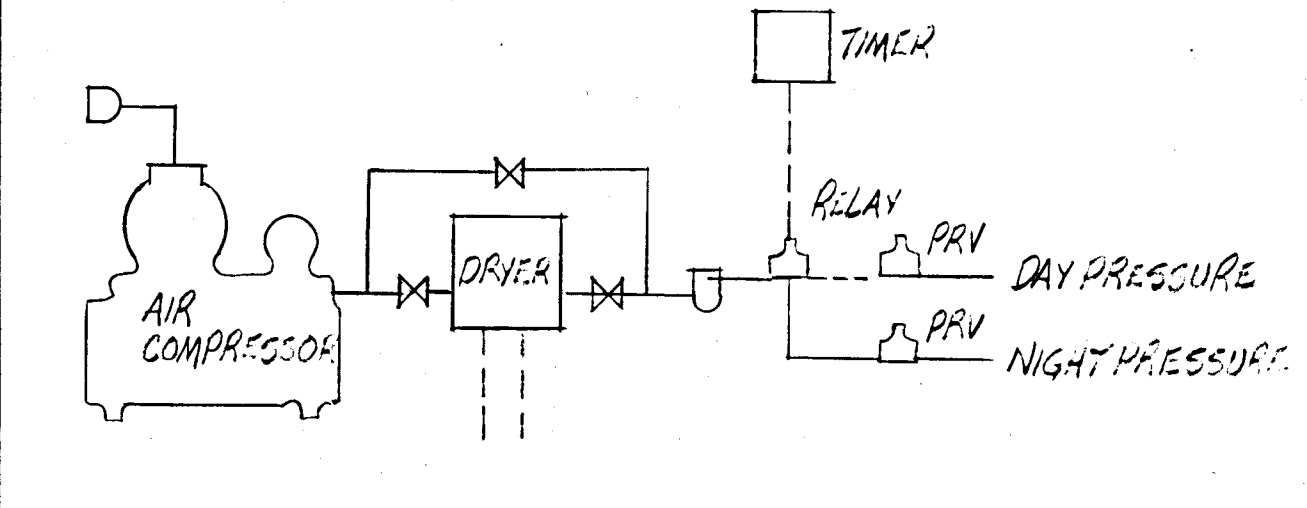 TIMER
RELAY
PRV
DRYER
DAY PRESSURE
AIR
COMPRESSOR
PRV
NIGHT PRESSURE